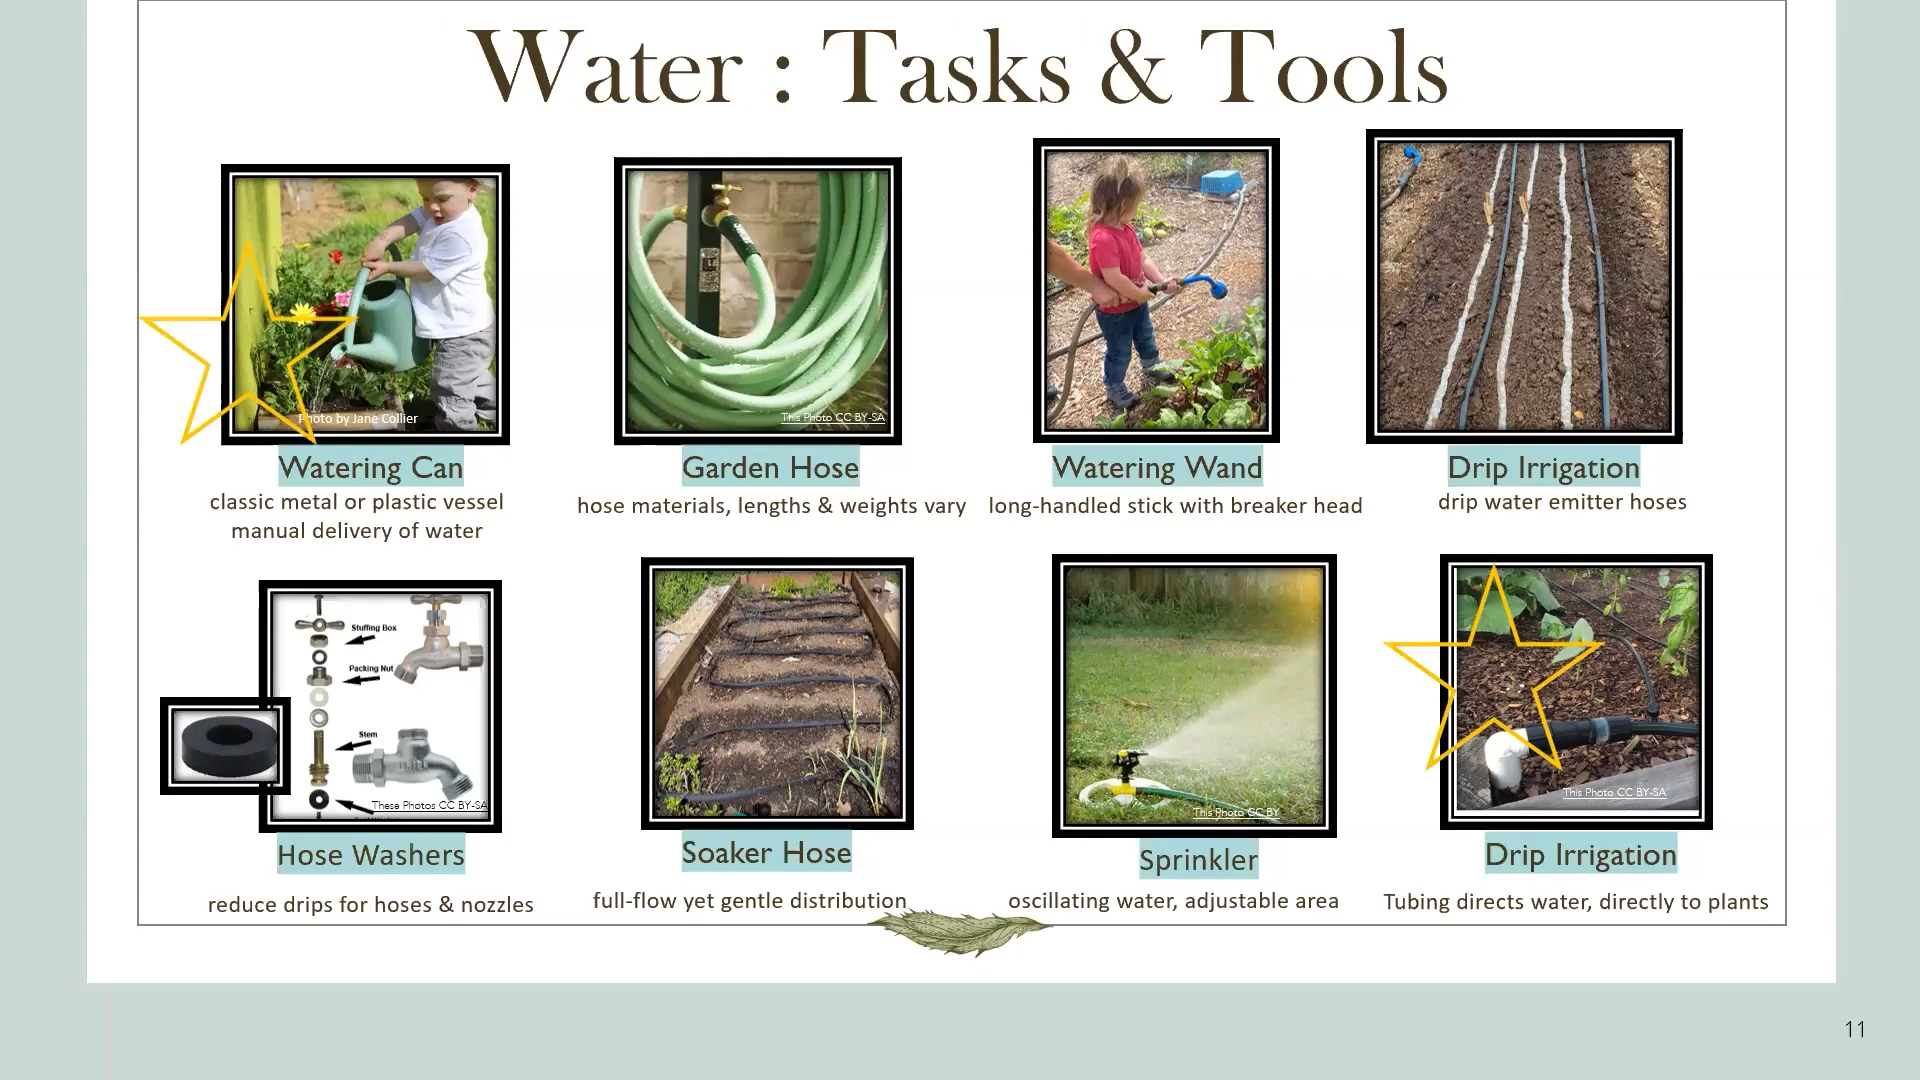 Water : Tasks & Tools
Photo by Jane Collier
This Photo CC BY-SA
Watering Can
Garden Hose
Watering Wand
Drip Irrigation
classic metal or plastic vessel
manual delivery of water
hose materials, lengths & weights vary
long-handled stick with breaker head
drip water emitter hoses
Stuffing Box
Packing Nut
Stem
These Photos CC BY-SA
This Photo CC BY
This Photo CC BY-SA
Hose Washers
Soaker Hose
Sprinkler
Drip Irrigation
reduce drips for hoses & nozzles
full-flow yet gentle distribution
oscillating water, adjustable area
Tubing directs water, directly to plants
11